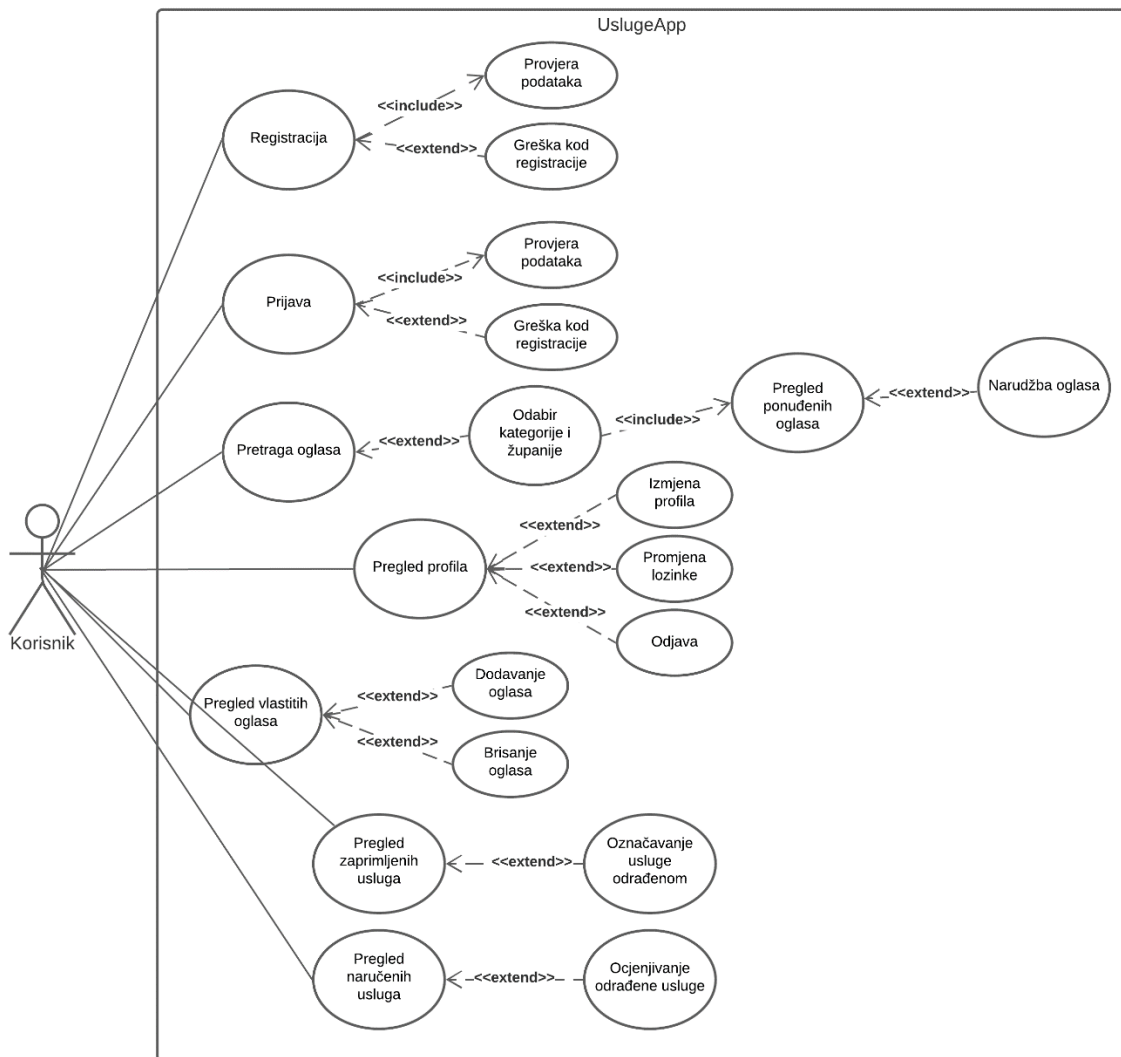 UslugeApp
Provjera
podataka
<<include>>
Registracija
<<extend>>
Greška kod
registracije
Provjera
podataka
<<include>>
Prijava
<<extend>>
Greška kod
registracije
Pretraga oglasa
<<extend>>
Odabir
kategorije i
županije
<<include>>
Pregled
ponuđenih
oglasa
<<extend>>
Narudžba oglasa
Izmjena
profila
<<extend>>
Pregled profila
<<extend>>
Promjena
lozinke
<<extend>>
Odjava
Korisnik
Pregled vlastitih
oglasa
<<extend>>
Dodavanje
oglasa
<<extend>>
Brisanje
oglasa
Pregled
zaprimljenih
usluga
<<extend>>
Označavanje
usluge
odrađenom
Pregled
naručenih
usluga
<<extend>>
Ocjenjivanje
odrađene usluge